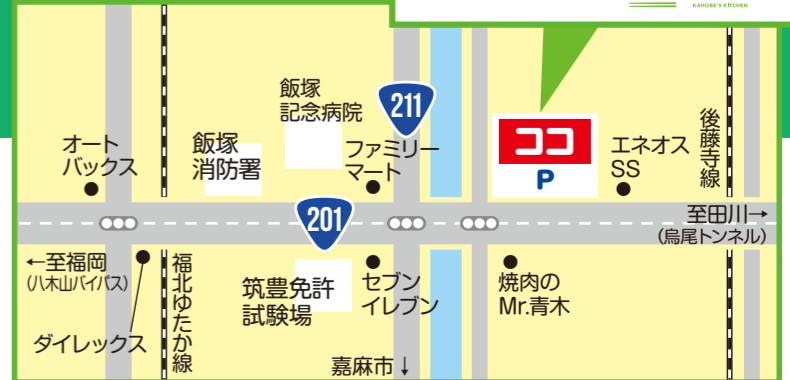 KAHOBE'S KITCHEN
飯塚
記念病院
211
オート
バックス
飯塚
消防署
ファミリー
マート
ココ
P
エネオス
SS
後藤寺線
201
至田川→
(烏尾トンネル)
←至福岡
(八木山バイパス)
福北ゆたか線
筑豊免許
試験場
セブン
イレブン
焼肉の
Mr.青木
ダイレックス
嘉麻市↓